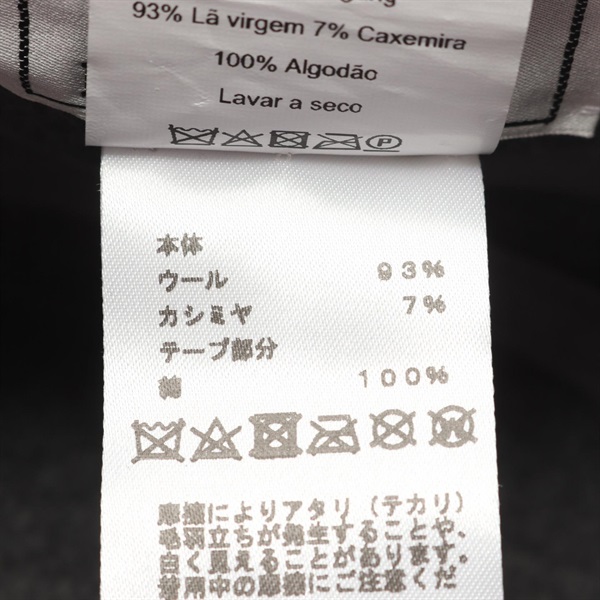 93% Lã virgem 7% Caxemira
100% Algodão
Lavar a seco
P
本体
ウール 93%
カシミヤ 7%
テープ部分
綿 100%
W
摩擦によりアタリ(テカリ)
毛羽立ちが発生することや、
白く見えることがあります。
着用中の摩擦にご注意くだ